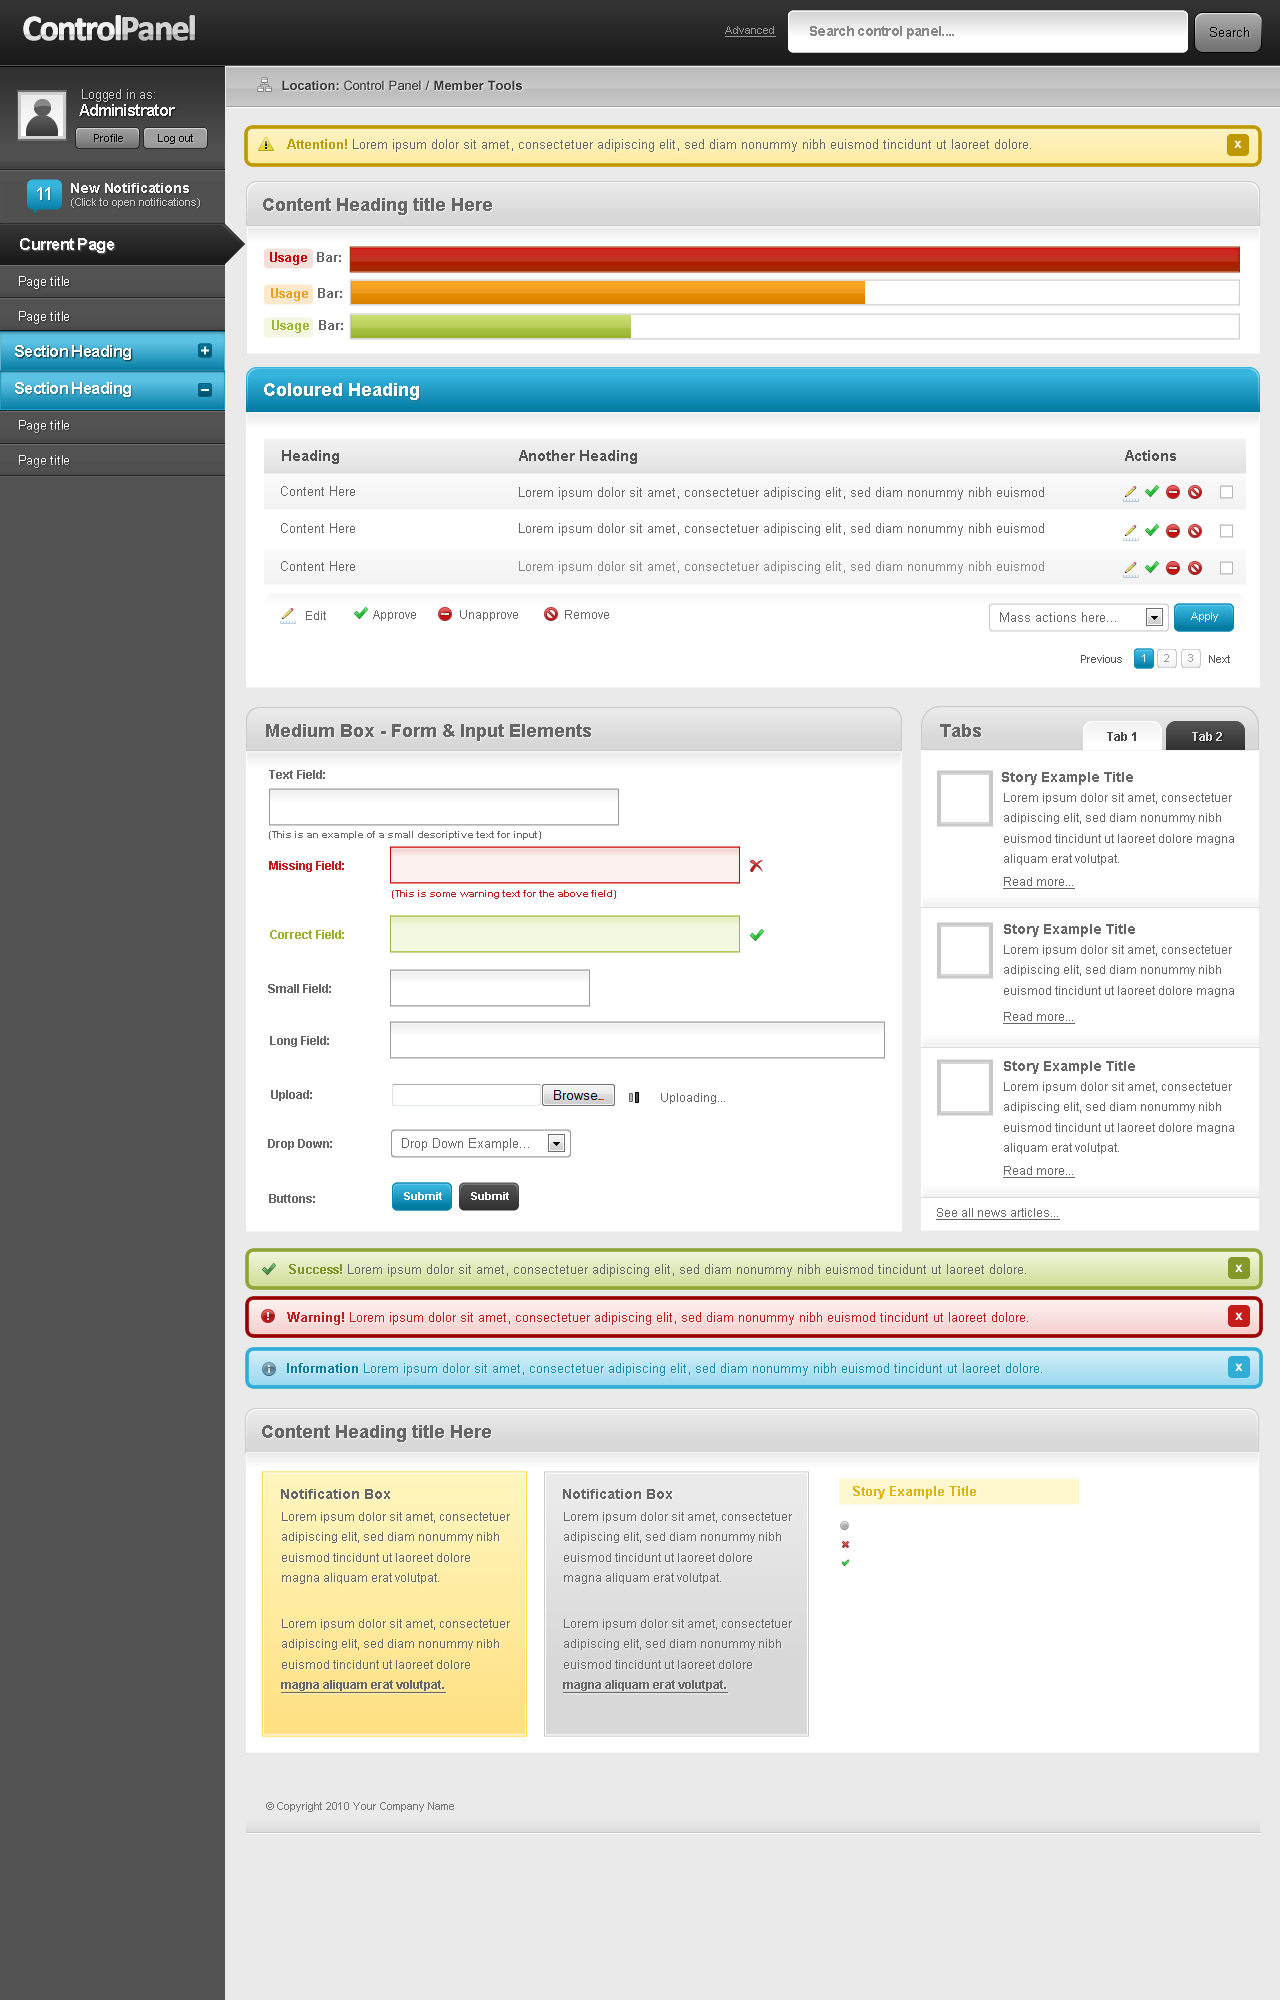 ControlPanel
Advanced
Search control panel....
Search
Logged in as:
Administrator
Profile
Log out
11
New Notifications
(Click to open notifications)
Current Page
Page title
Page title
Section Heading
Section Heading
Page title
Page title
Location: Control Panel / Member Tools
Attention! Lorem ipsum dolor sit amet, consectetuer adipiscing elit, sed diam nonummy nibh euismod tincidunt ut laoreet dolore.
x
Content Heading title Here
Usage Bar:
Usage Bar:
Usage Bar:
Coloured Heading
Heading Another Heading Actions
Content Here Lorem ipsum dolor sit amet, consectetuer adipiscing elit, sed diam nonummy nibh euismod
Content Here Lorem ipsum dolor sit amet, consectetuer adipiscing elit, sed diam nonummy nibh euismod
Content Here Lorem ipsum dolor sit amet, consectetuer adipiscing elit, sed diam nonummy nibh euismod
Edit Approve Unapprove Remove
Mass actions here... Apply
Previous 1 2 3 Next
Medium Box - Form & Input Elements
Text Field:
(This is an example of a small descriptive text for input)
Missing Field:
(This is some warning text for the above field)
Correct Field:
Small Field:
Long Field:
Upload: Browse... Uploading...
Drop Down: Drop Down Example...
Buttons: Submit Submit
Tabs
Tab 1
Tab 2
Story Example Title
Lorem ipsum dolor sit amet, consectetuer
adipiscing elit, sed diam nonummy nibh
euismod tincidunt ut laoreet dolore magna
aliquam erat volutpat.
Read more...
Story Example Title
Lorem ipsum dolor sit amet, consectetuer
adipiscing elit, sed diam nonummy nibh
euismod tincidunt ut laoreet dolore magna
Read more...
Story Example Title
Lorem ipsum dolor sit amet, consectetuer
adipiscing elit, sed diam nonummy nibh
euismod tincidunt ut laoreet dolore magna
aliquam erat volutpat.
Read more...
See all news articles...
Success! Lorem ipsum dolor sit amet, consectetuer adipiscing elit, sed diam nonummy nibh euismod tincidunt ut laoreet dolore.
x
Warning! Lorem ipsum dolor sit amet, consectetuer adipiscing elit, sed diam nonummy nibh euismod tincidunt ut laoreet dolore.
x
Information Lorem ipsum dolor sit amet, consectetuer adipiscing elit, sed diam nonummy nibh euismod tincidunt ut laoreet dolore.
x
Content Heading title Here
Notification Box
Lorem ipsum dolor sit amet, consectetuer
adipiscing elit, sed diam nonummy nibh
euismod tincidunt ut laoreet dolore
magna aliquam erat volutpat.
Lorem ipsum dolor sit amet, consectetuer
adipiscing elit, sed diam nonummy nibh
euismod tincidunt ut laoreet dolore
magna aliquam erat volutpat.
Notification Box
Lorem ipsum dolor sit amet, consectetuer
adipiscing elit, sed diam nonummy nibh
euismod tincidunt ut laoreet dolore
magna aliquam erat volutpat.
Lorem ipsum dolor sit amet, consectetuer
adipiscing elit, sed diam nonummy nibh
euismod tincidunt ut laoreet dolore
magna aliquam erat volutpat.
Story Example Title
© Copyright 2010 Your Company Name